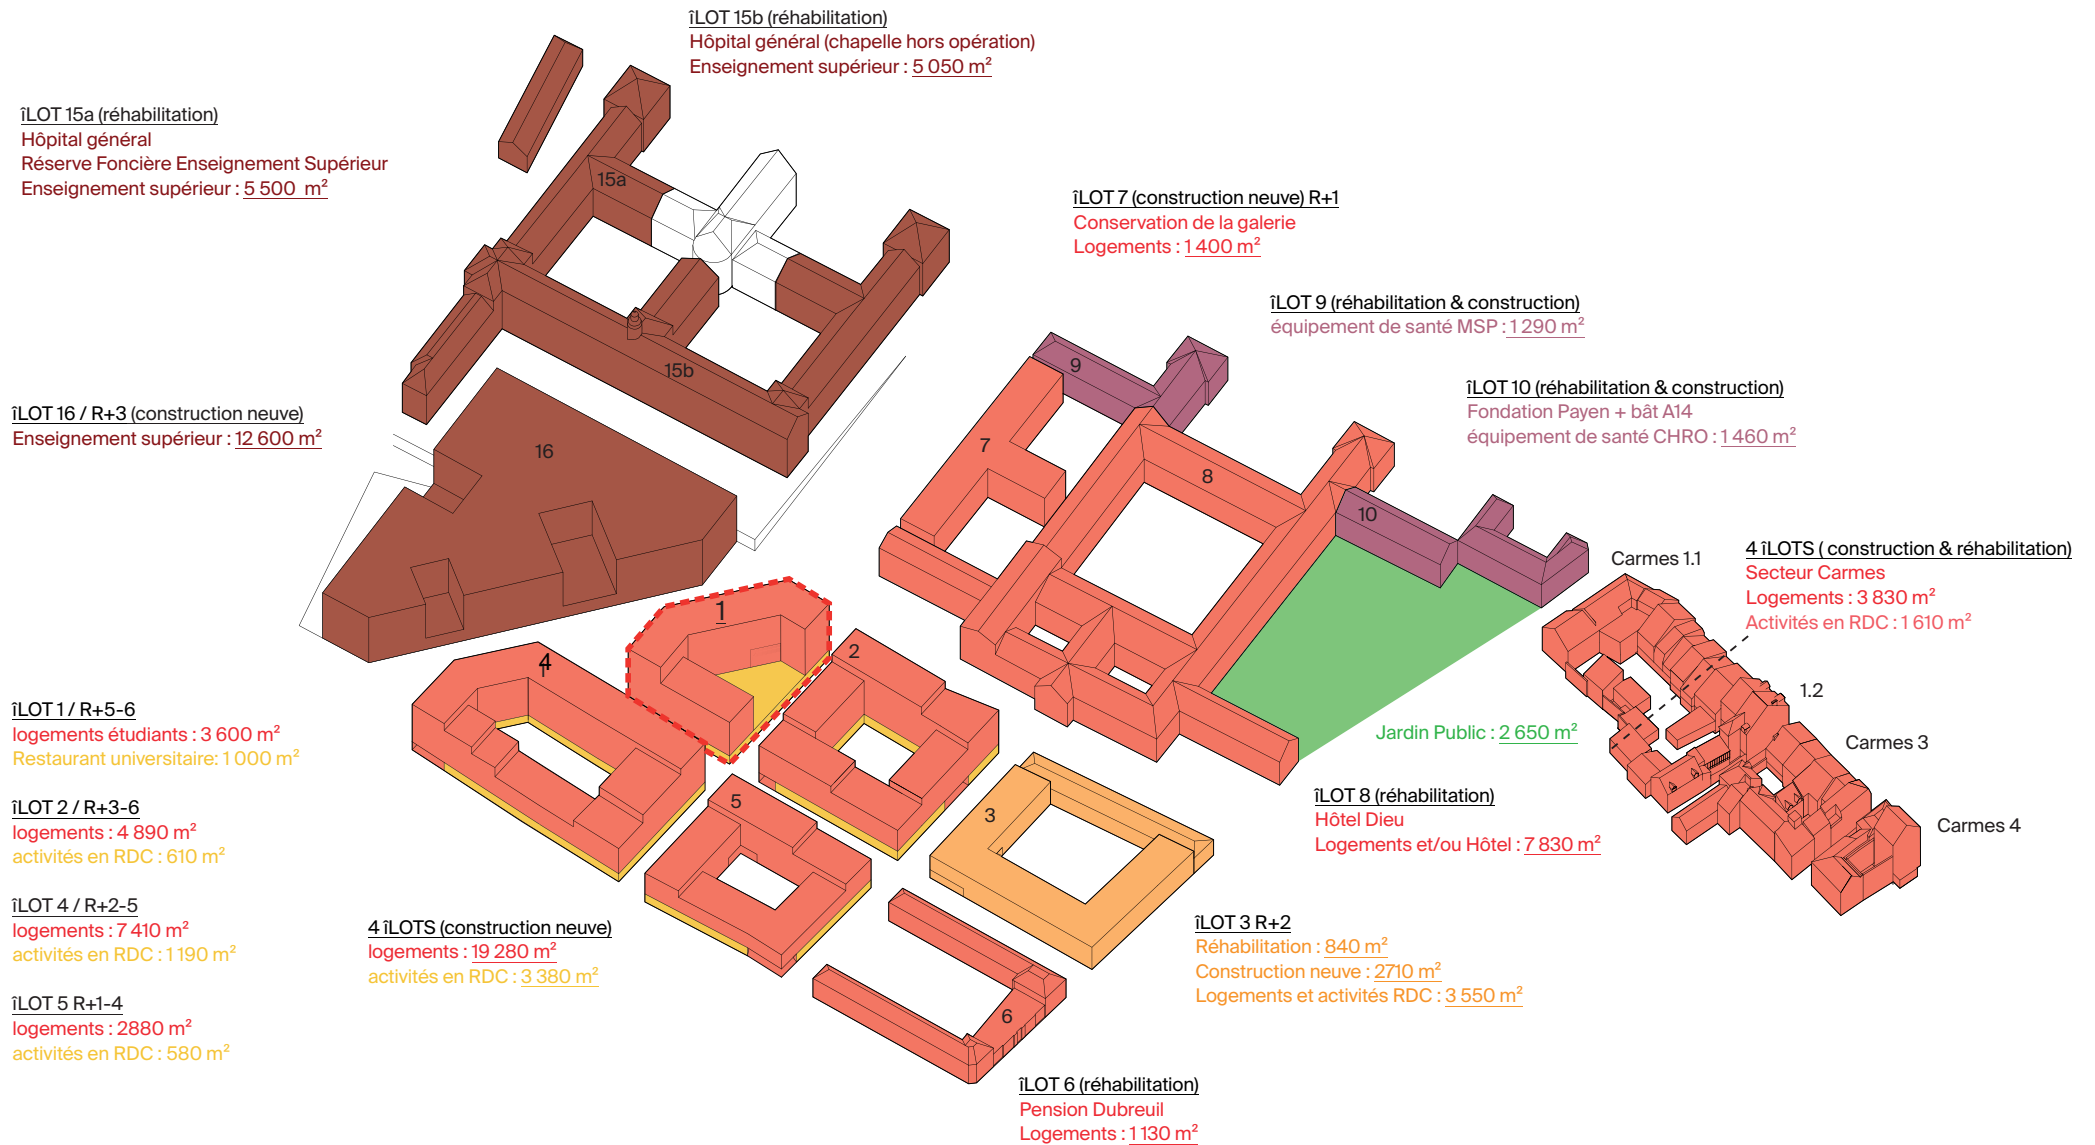 îLOT 15b (réhabilitation)
Hôpital général (chapelle hors opération)
Enseignement supérieur : 5 050 m²
îLOT 15a (réhabilitation)
Hôpital général
Réserve Foncière Enseignement Supérieur
Enseignement supérieur : 5 500 m²
15a
15b
îLOT 7 (construction neuve) R+1
Conservation de la galerie
Logements : 1 400 m²
îLOT 9 (réhabilitation & construction)
équipement de santé MSP : 1 290 m²
îLOT 10 (réhabilitation & construction)
Fondation Payen + bât A14
équipement de santé CHRO : 1 460 m²
îLOT 16 / R+3 (construction neuve)
Enseignement supérieur : 12 600 m²
16
9
7
8
10
Carmes 1.1
4 îLOTS ( construction & réhabilitation)
Secteur Carmes
Logements : 3 830 m²
Activités en RDC : 1 610 m²
1.2
Carmes 3
Carmes 4
1
2
4
5
3
6
Jardin Public : 2 650 m²
îLOT 1 / R+5-6
logements étudiants : 3 600 m²
Restaurant universitaire: 1 000 m²
îLOT 2 / R+3-6
logements : 4 890 m²
activités en RDC : 610 m²
îLOT 4 / R+2-5
logements : 7 410 m²
activités en RDC : 1 190 m²
îLOT 5 R+1-4
logements : 2880 m²
activités en RDC : 580 m²
4 îLOTS (construction neuve)
logements : 19 280 m²
activités en RDC : 3 380 m²
îLOT 8 (réhabilitation)
Hôtel Dieu
Logements et/ou Hôtel : 7 830 m²
îLOT 3 R+2
Réhabilitation : 840 m²
Construction neuve : 2710 m²
Logements et activités RDC : 3 550 m²
îLOT 6 (réhabilitation)
Pension Dubreuil
Logements : 1 130 m²